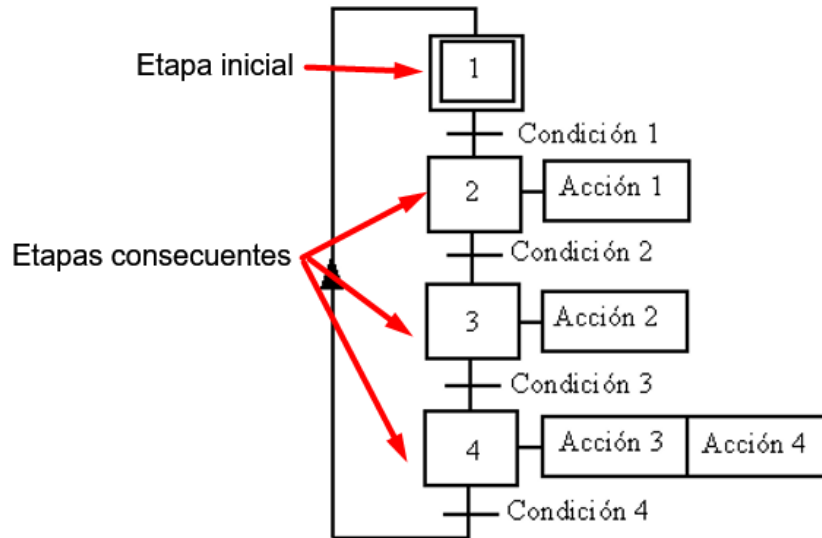 Etapa inicial
1
Condición 1
2
Acción 1
Etapas consecuentes
Condición 2
3
Acción 2
Condición 3
4
Acción 3
Acción 4
Condición 4